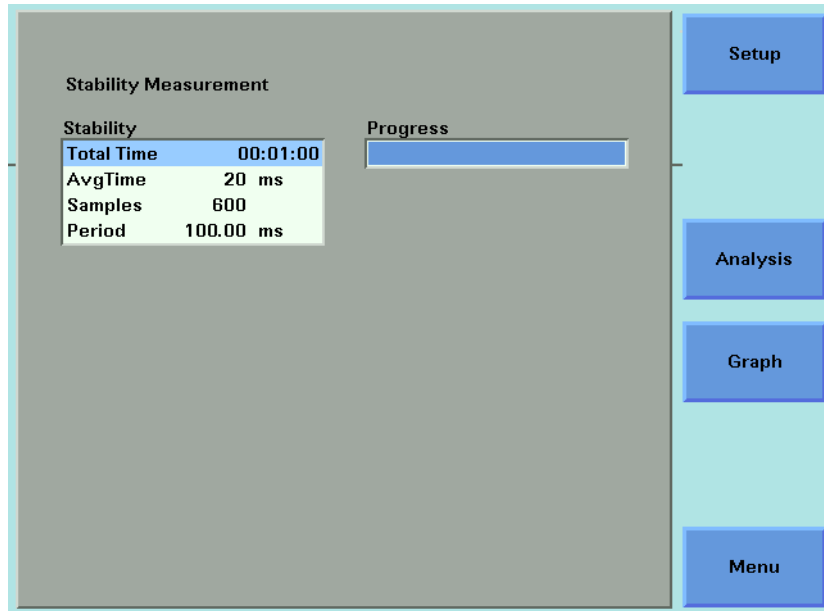 Setup
Stability Measurement
Stability
Total Time 00:01:00
AvgTime 20 ms
Samples 600
Period 100.00 ms
Progress
Analysis
Graph
Menu